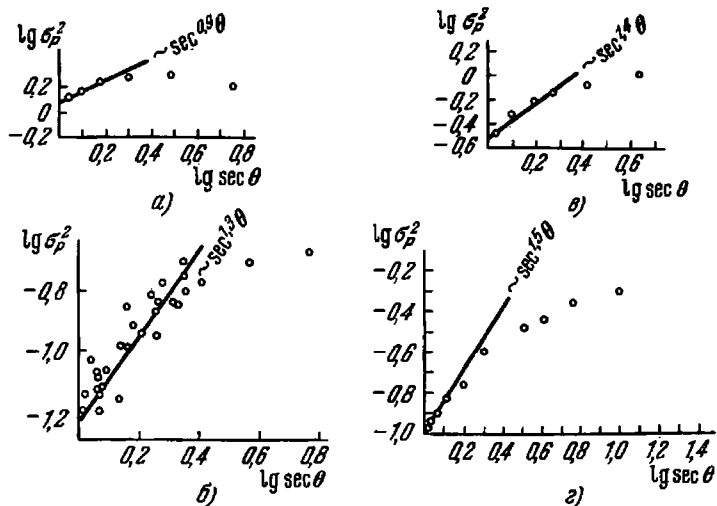 lg σ_p^2
~ sec^0,9 θ
0,2
0
−0,2
0,2 0,4 0,6 0,8
lg sec θ
а)
lg σ_p^2
~ sec^1,4 θ
0,2
0
−0,2
−0,4
−0,6
0,2 0,4 0,6
lg sec θ
в)
lg σ_p^2
~ sec^1,3 θ
−0,8
−1,0
−1,2
0,2 0,4 0,6 0,8
lg sec θ
б)
lg σ_p^2
~ sec^1,5 θ
−0,2
−0,4
−0,6
−0,8
−1,0
0,2 0,4 0,6 0,8 1,0 1,2 1,4
lg sec θ
г)